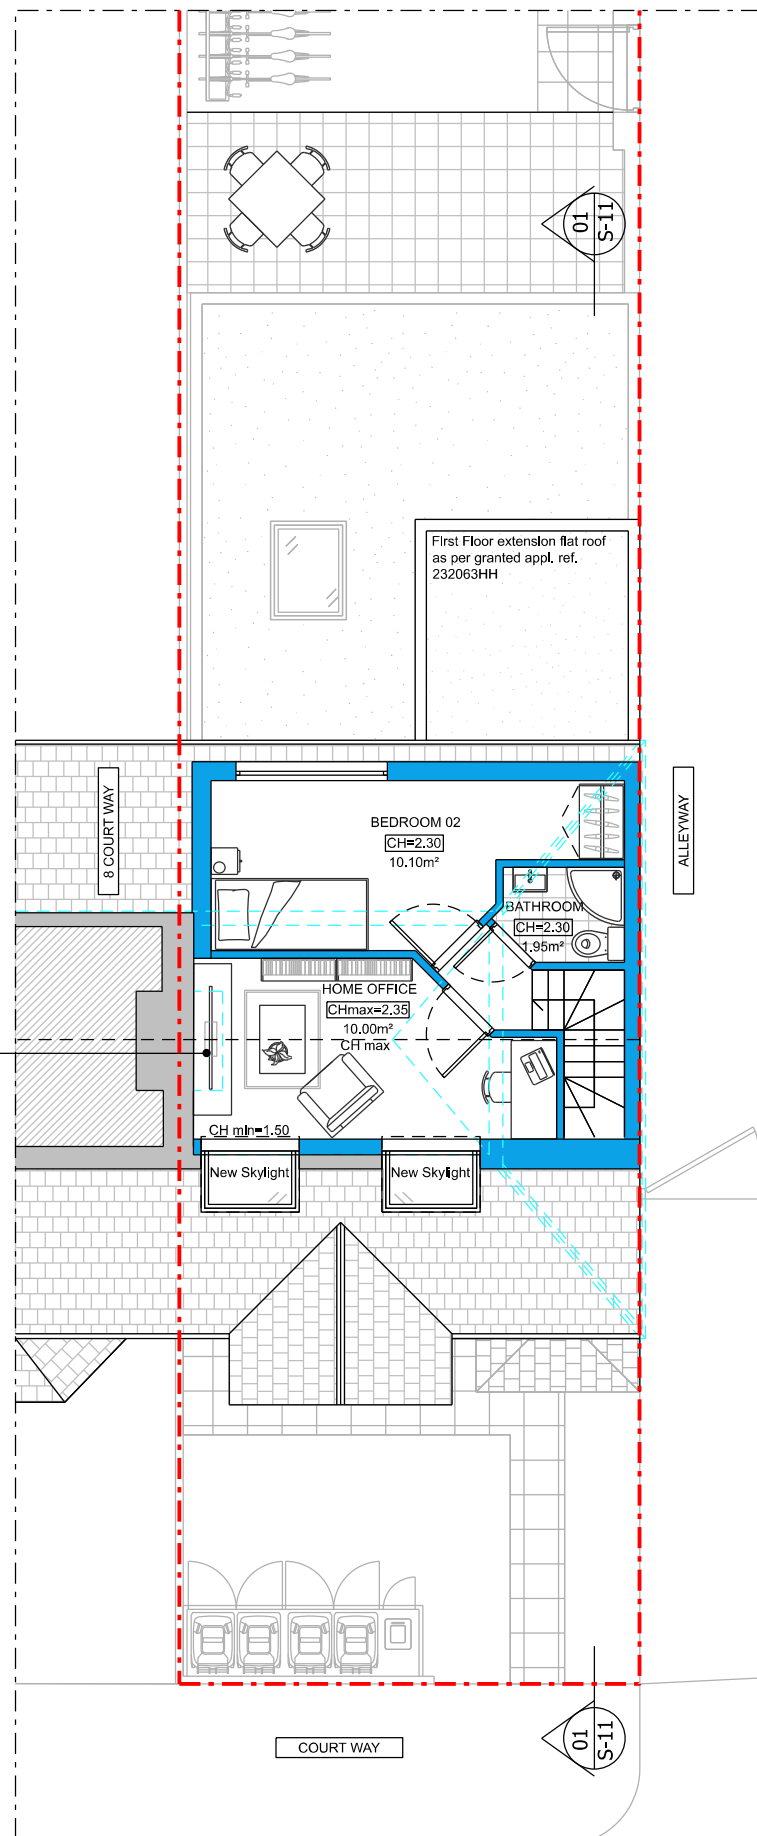 01
S-11
First Floor extension flat roof
as per granted appl. ref.
232063HH
8 COURT WAY
ALLEYWAY
BEDROOM 02
CH=2.30
10.10m²
BATHROOM
CH=2.30
1.95m²
HOME OFFICE
CHmax=2.35
10.00m²
CH max
CH min=1.50
New Skylight
New Skylight
COURT WAY
01
S-11